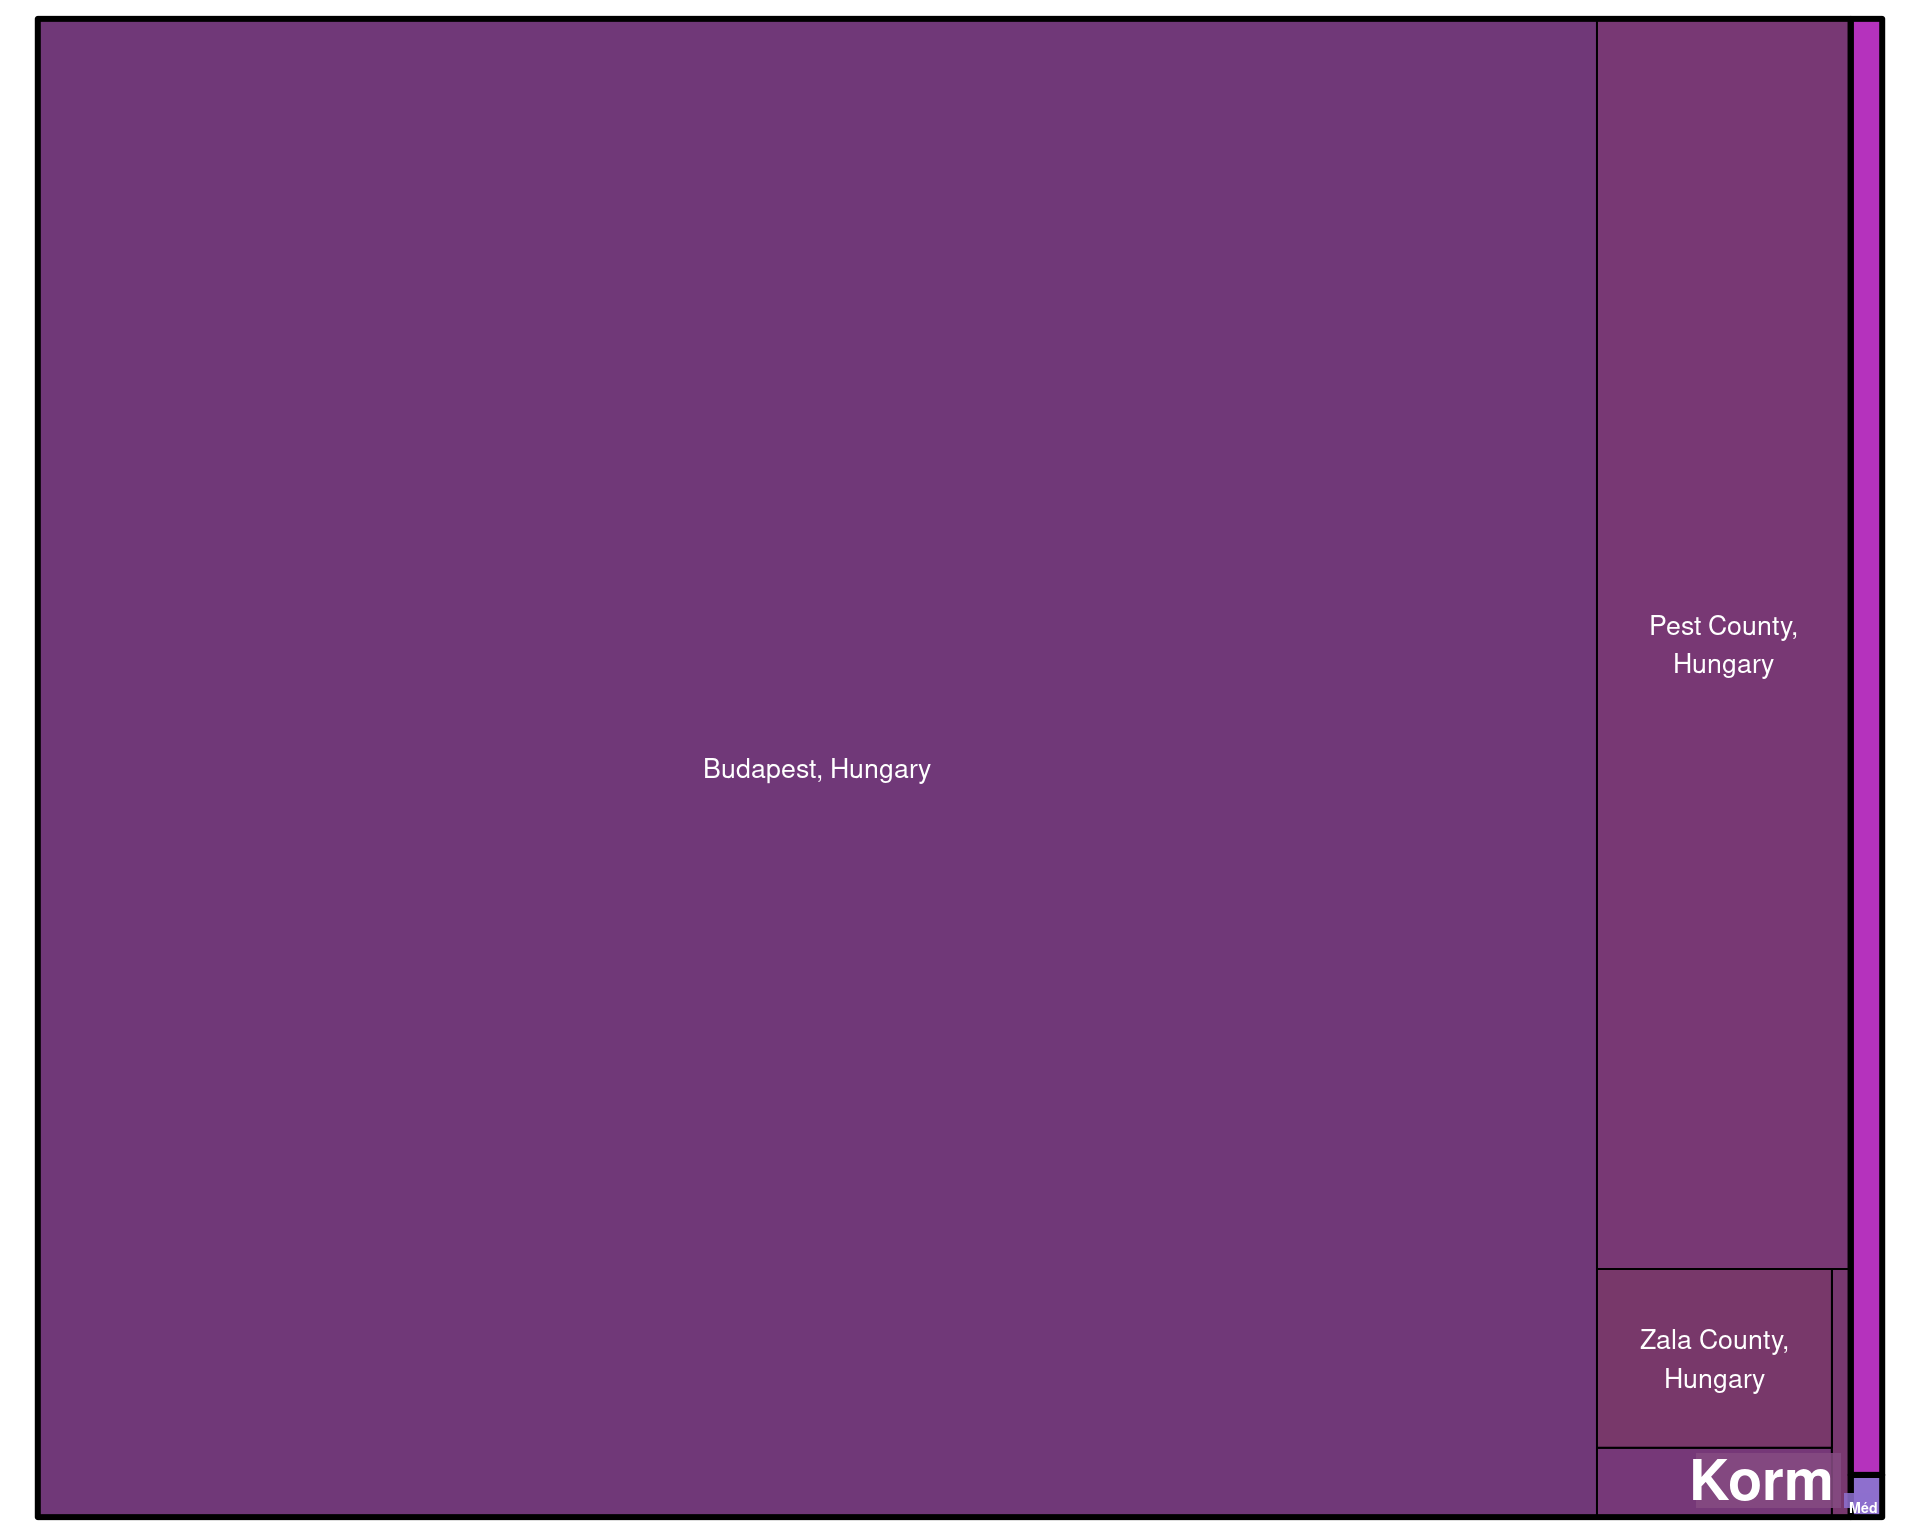 Pest County,
Hungary
Budapest, Hungary
Zala County,
Hungary
Korm
Méd